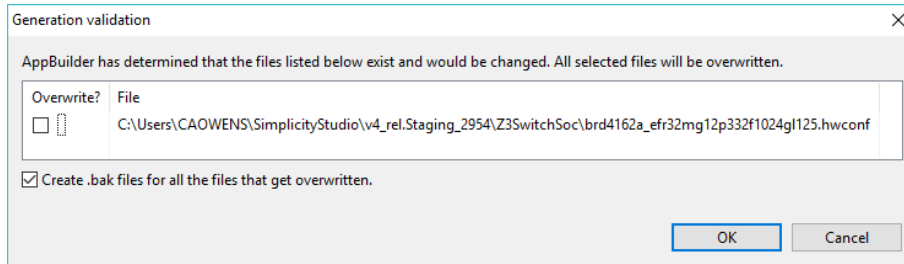 Generation validation
AppBuilder has determined that the files listed below exist and would be changed. All selected files will be overwritten.
Overwrite? File
C:\Users\CAOWENS\SimplicityStudio\v4_rel.Staging_2954\Z3SwitchSoc\brd4162a_efr32mg12p332f1024gl125.hwconf
Create .bak files for all the files that get overwritten.
OK Cancel